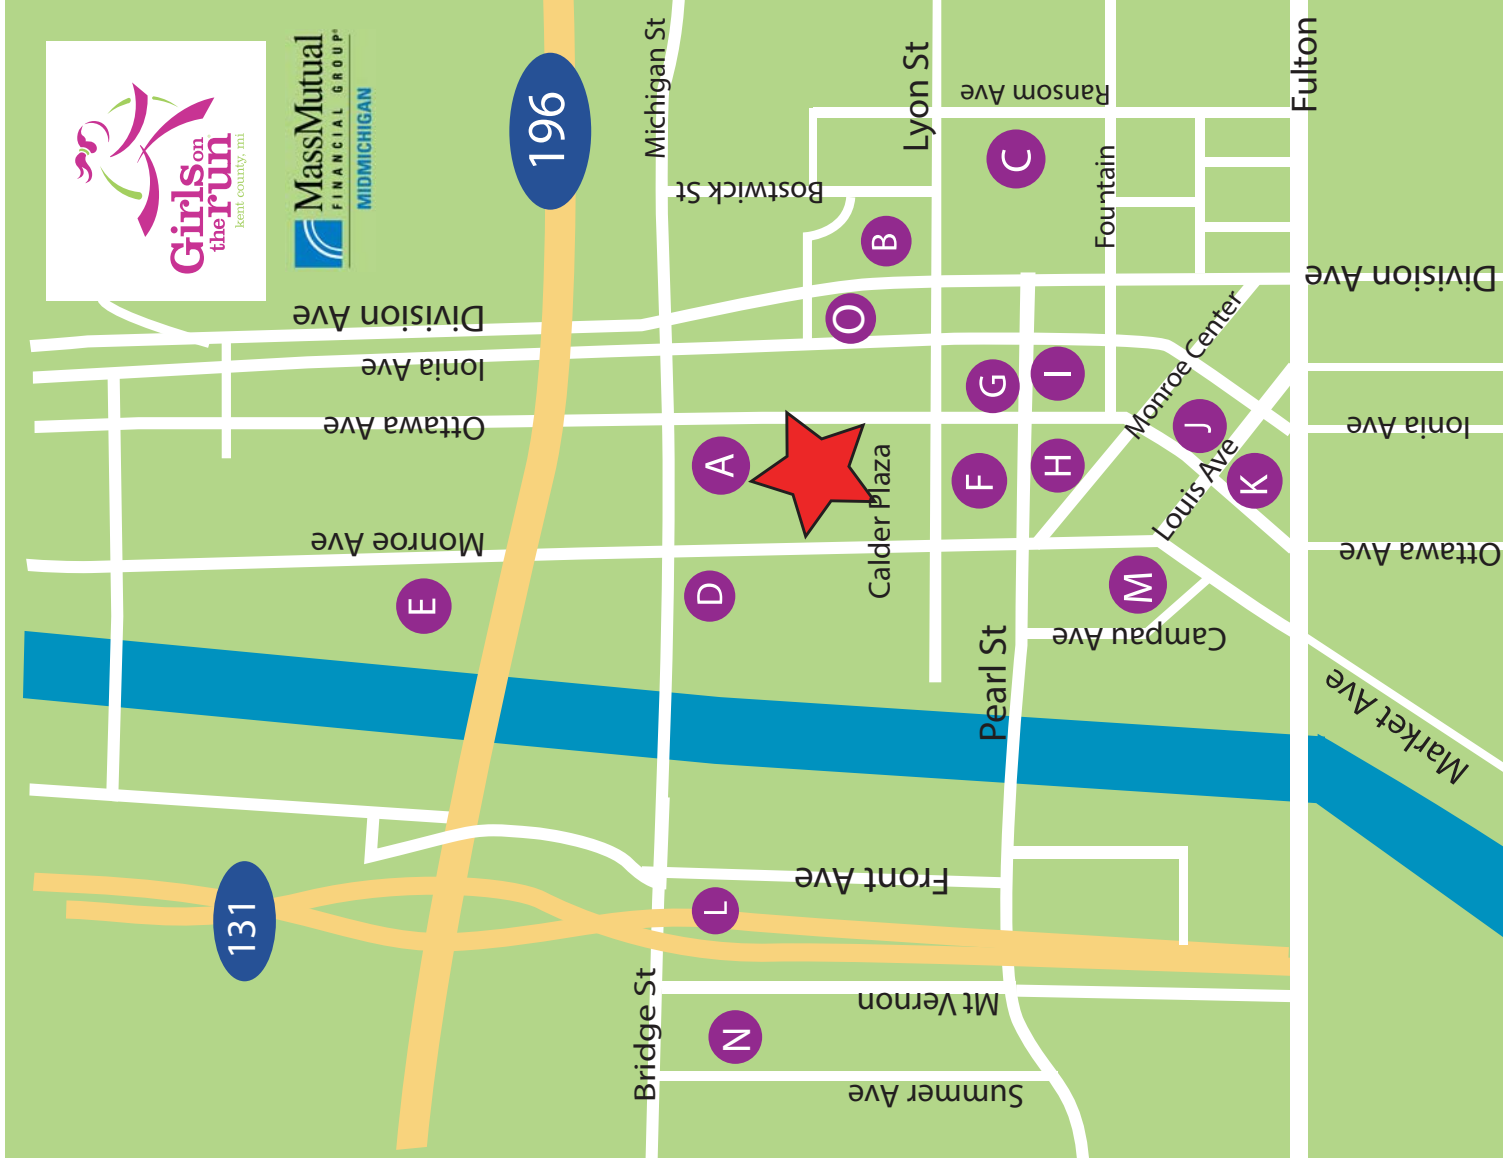 Girls on
the run
kent county, mi
MassMutual
FINANCIAL GROUP®
MIDMICHIGAN
196
131
Michigan St
Bridge St
Lyon St
Ransom Ave
Fulton
Bostwick St
Fountain
Division Ave
Division Ave
Ionia Ave
Ottawa Ave
Monroe Ave
Monroe Center
Louis Ave
Ionia Ave
Ottawa Ave
Calder Plaza
Pearl St
Campau Ave
Market Ave
Front Ave
Mt Vernon
Summer Ave
A
B
C
D
E
F
G
H
I
J
K
L
M
N
O